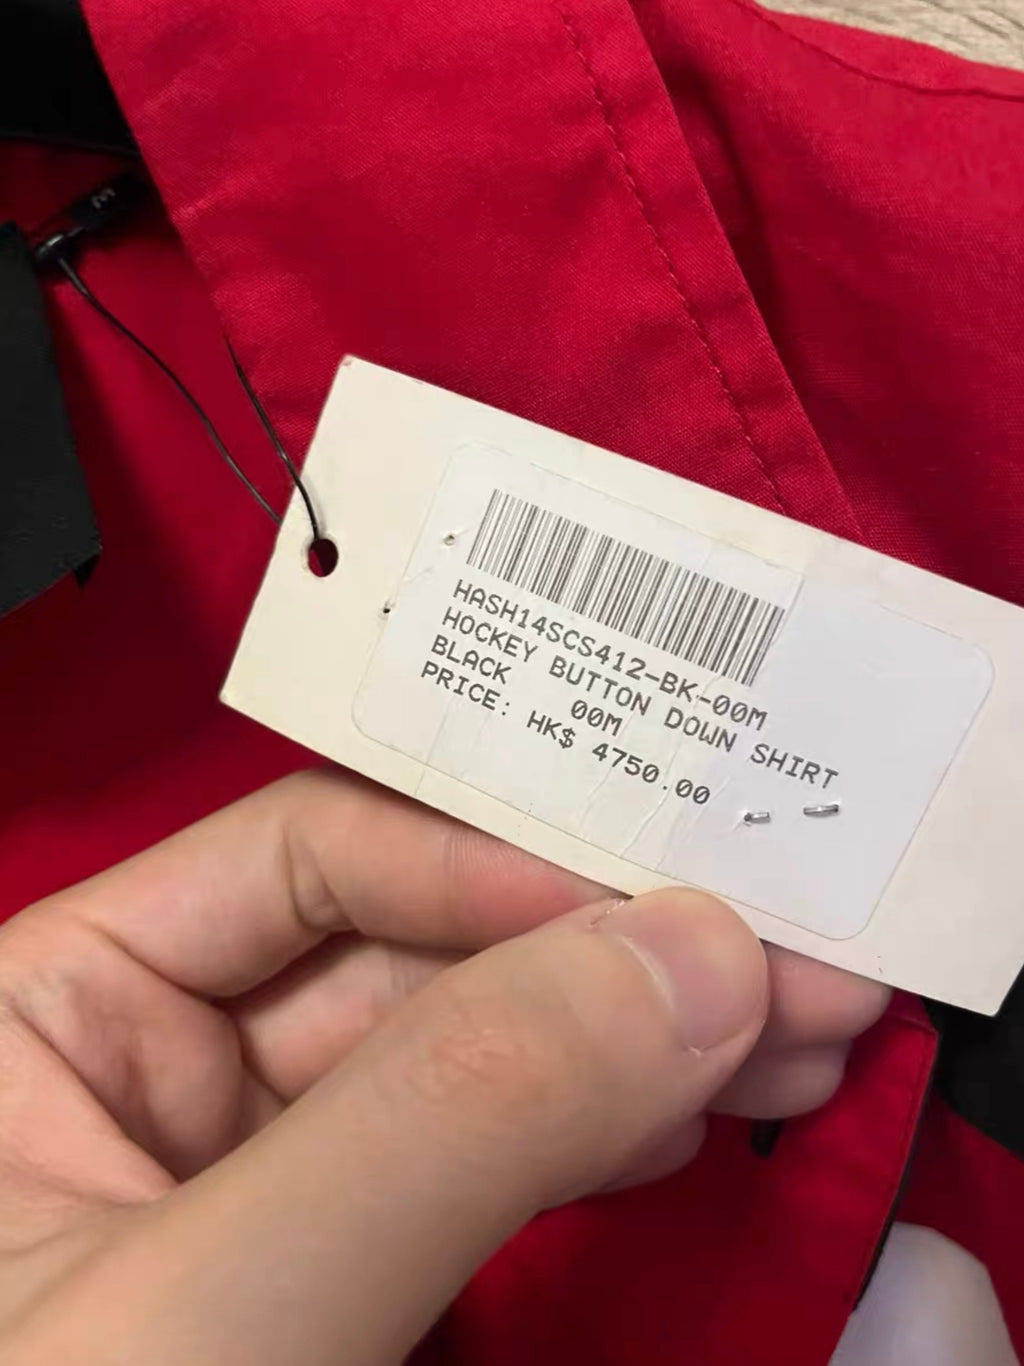 M
HASH14SCS412-BK-00M
HOCKEY BUTTON DOWN SHIRT
BLACK 00M
PRICE: HK$ 4750.00